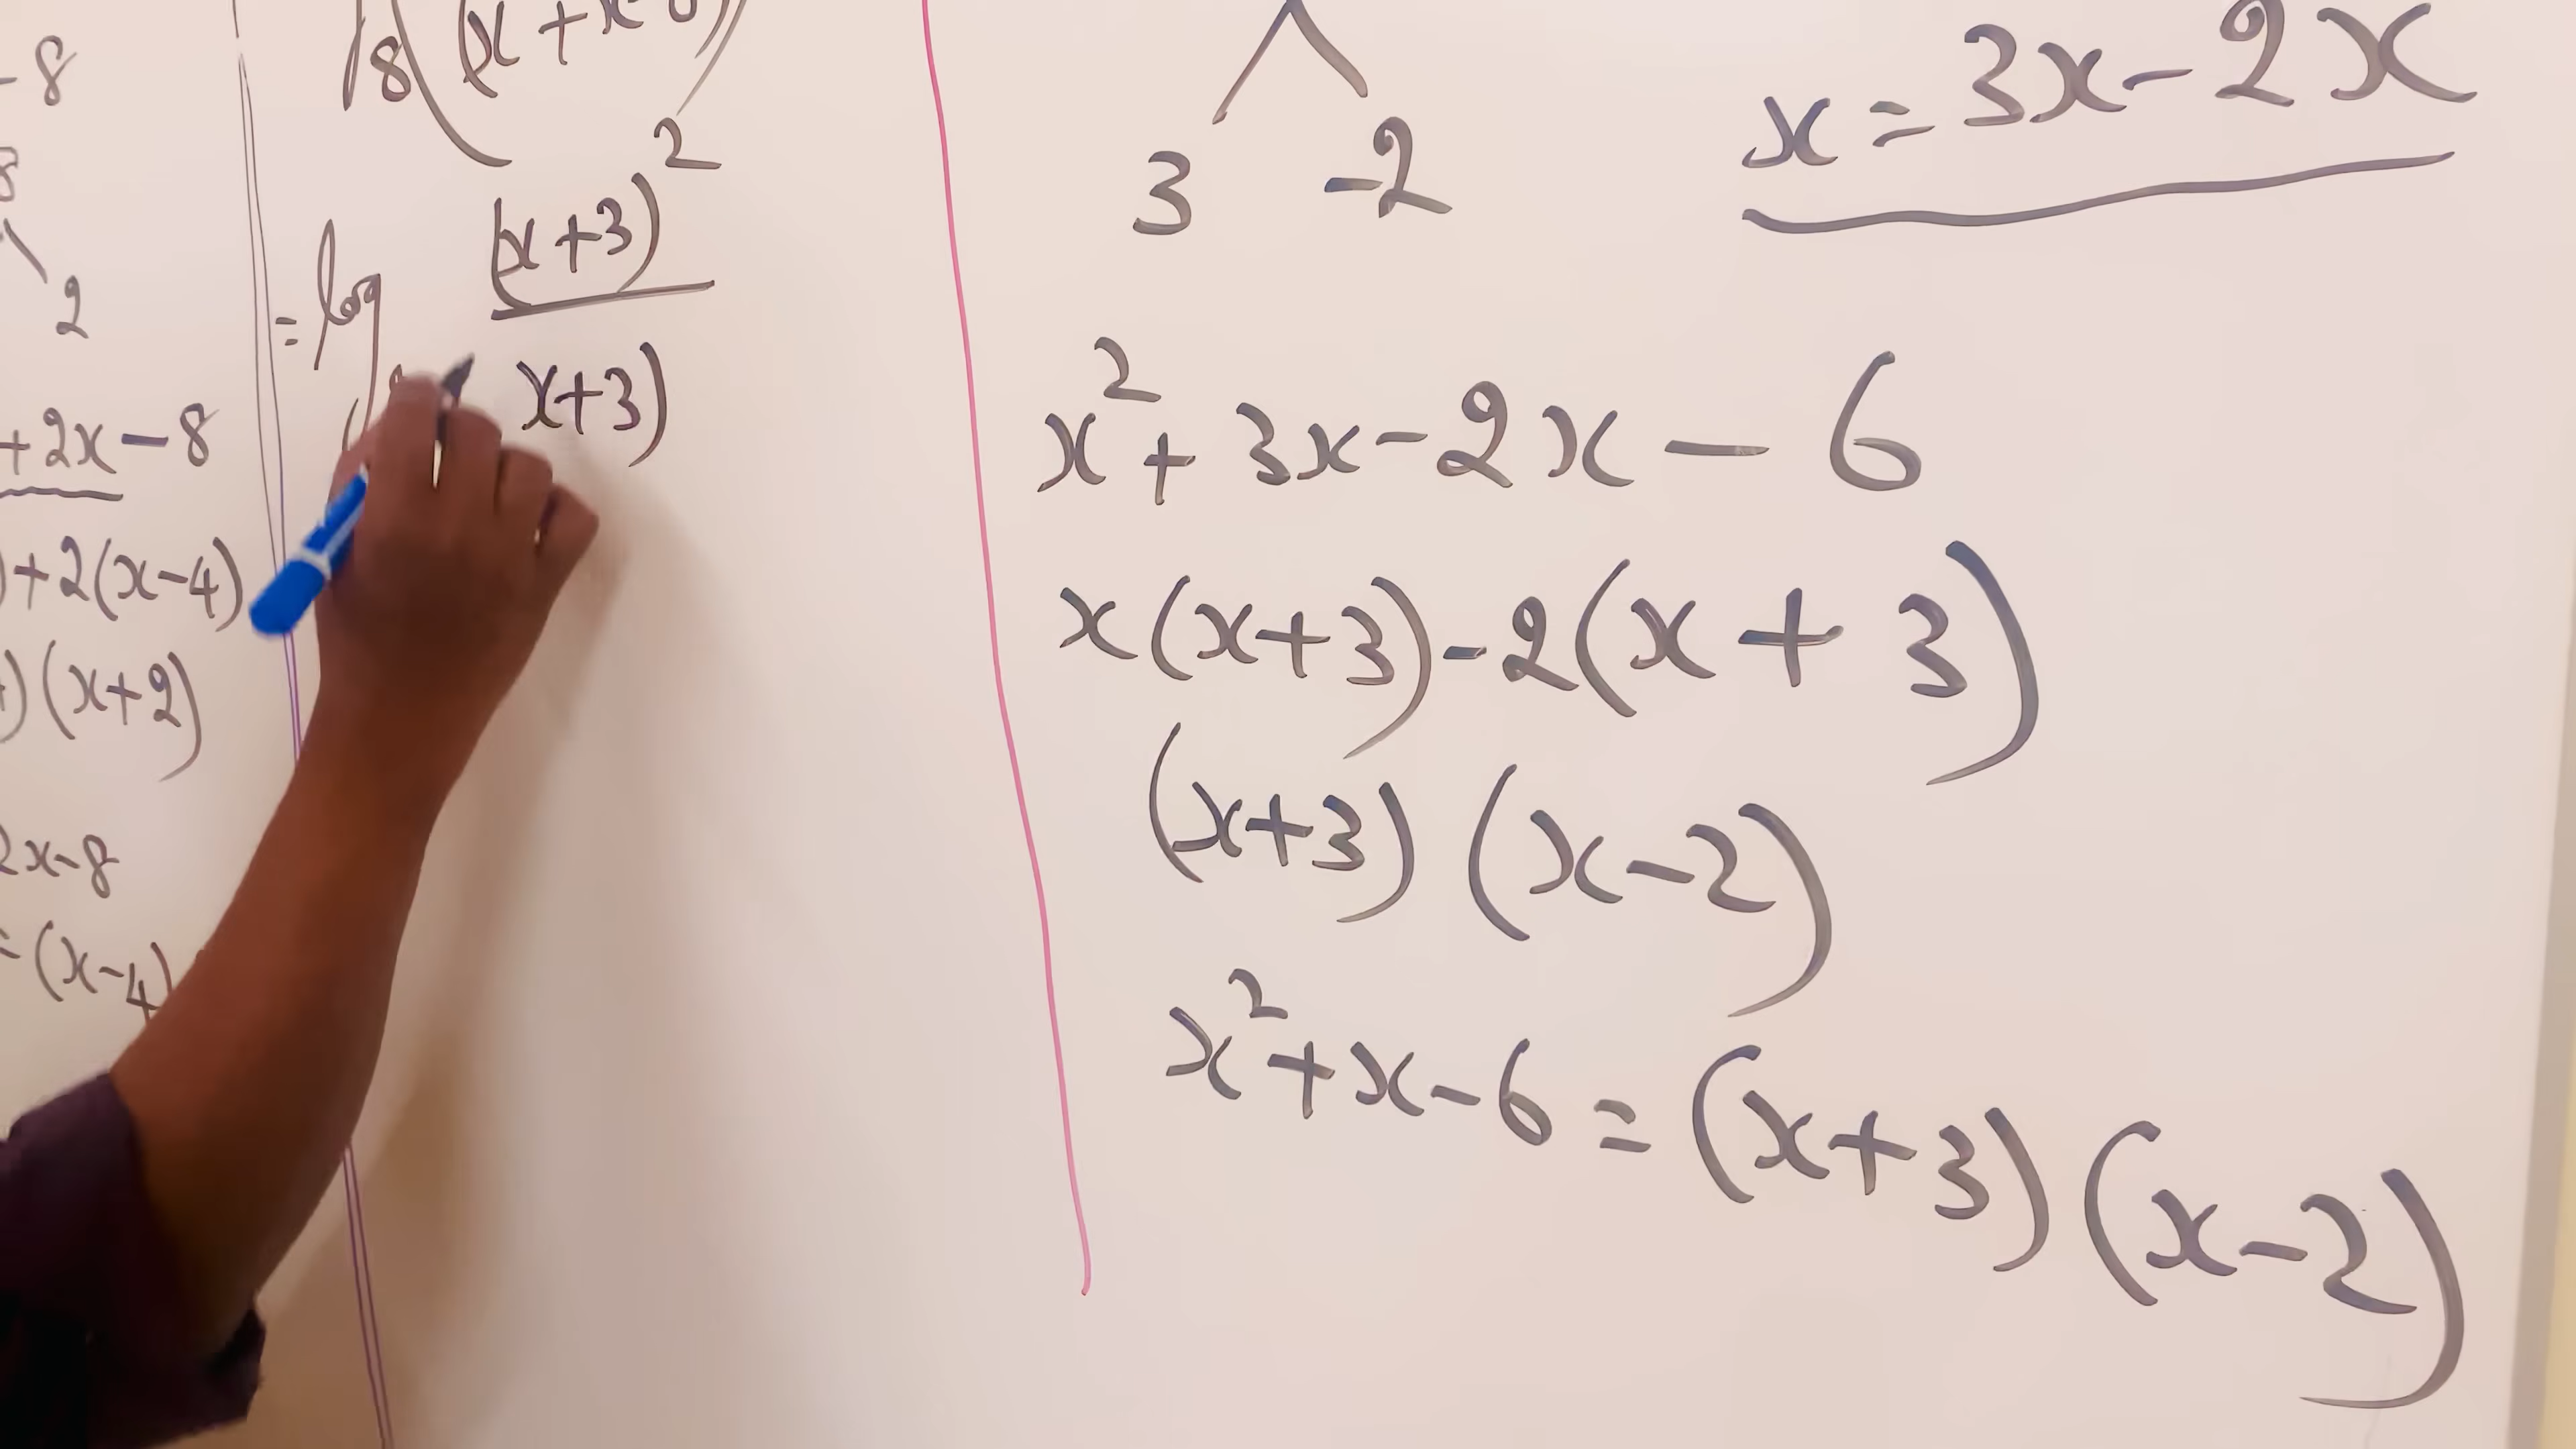 -8
8
2
+2x-8
)+2(x-4)
)(x+2)
2x-8
=(x-4)
8((x+x
(x+3)²
= log
x+3)
3 -2
x = 3x-2x
x²+3x-2x-6
x(x+3)-2(x+3)
(x+3)(x-2)
x²+x-6=(x+3)(x-2)